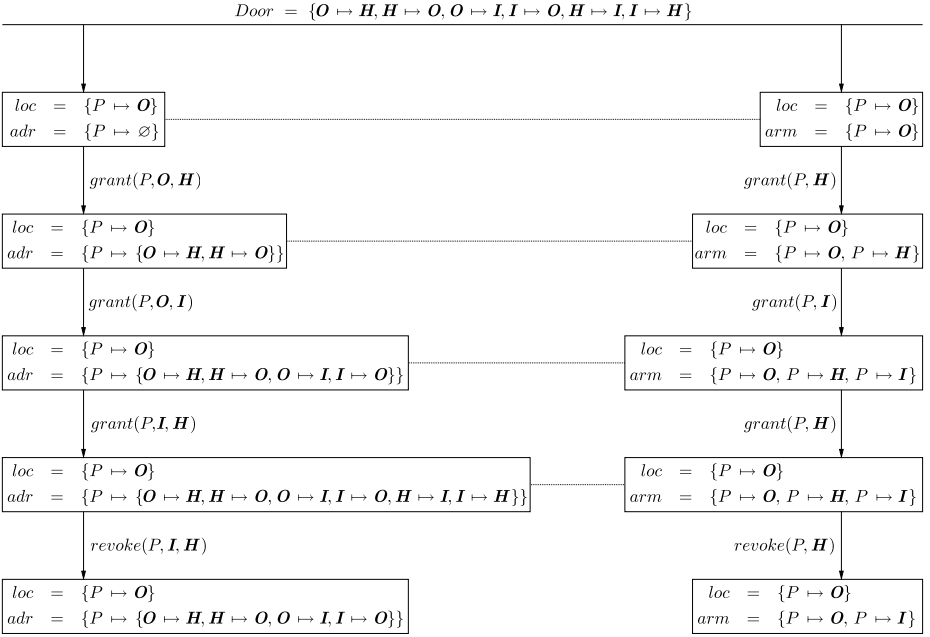 Door = {O ↦ H, H ↦ O, O ↦ I, I ↦ O, H ↦ I, I ↦ H}
loc = {P ↦ O}
adr = {P ↦ ∅}
loc = {P ↦ O}
arm = {P ↦ O}
grant(P,O, H)
grant(P, H)
loc = {P ↦ O}
adr = {P ↦ {O ↦ H, H ↦ O}}
loc = {P ↦ O}
arm = {P ↦ O, P ↦ H}
grant(P,O, I)
grant(P, I)
loc = {P ↦ O}
adr = {P ↦ {O ↦ H, H ↦ O, O ↦ I, I ↦ O}}
loc = {P ↦ O}
arm = {P ↦ O, P ↦ H, P ↦ I}
grant(P,I, H)
grant(P, H)
loc = {P ↦ O}
adr = {P ↦ {O ↦ H, H ↦ O, O ↦ I, I ↦ O, H ↦ I, I ↦ H}}
loc = {P ↦ O}
arm = {P ↦ O, P ↦ H, P ↦ I}
revoke(P, I, H)
revoke(P, H)
loc = {P ↦ O}
adr = {P ↦ {O ↦ H, H ↦ O, O ↦ I, I ↦ O}}
loc = {P ↦ O}
arm = {P ↦ O, P ↦ I}